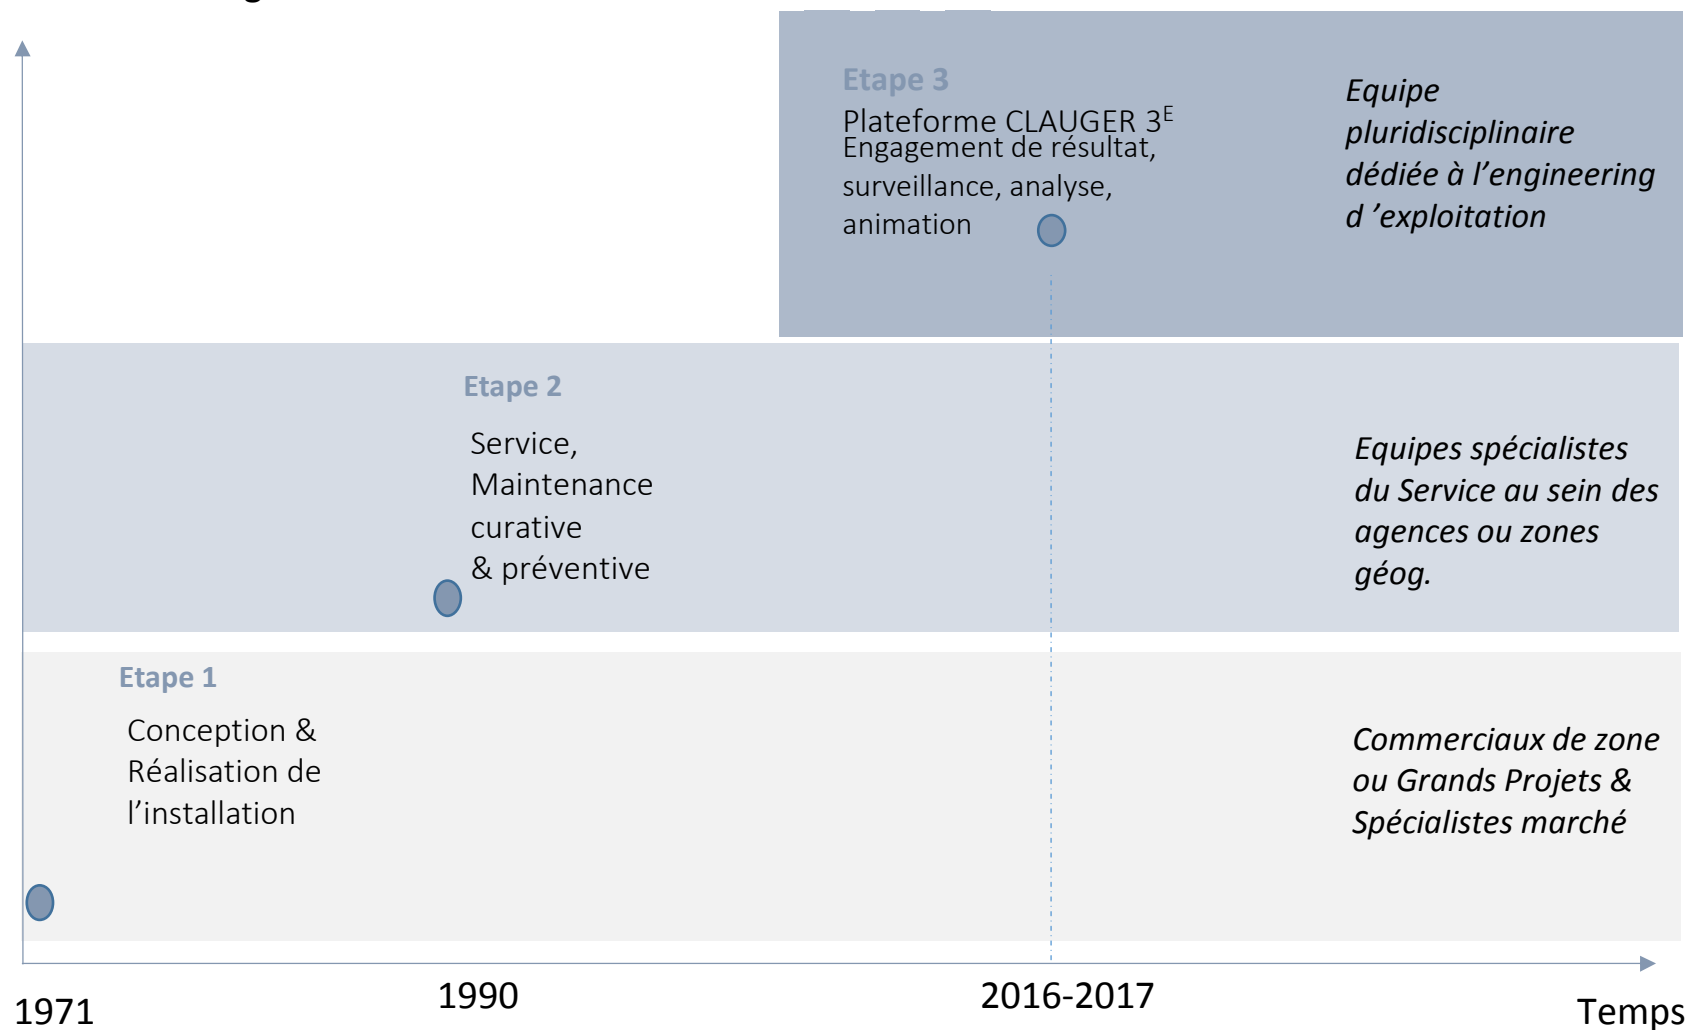 Etape 3
Plateforme CLAUGER 3ᴱ
Engagement de résultat,
surveillance, analyse,
animation
Equipe
pluridisciplinaire
dédiée à l’engineering
d ’exploitation
Etape 2
Service,
Maintenance
curative
& préventive
Equipes spécialistes
du Service au sein des
agences ou zones
géog.
Etape 1
Conception &
Réalisation de
l’installation
Commerciaux de zone
ou Grands Projets &
Spécialistes marché
1971
1990
2016-2017
Temps